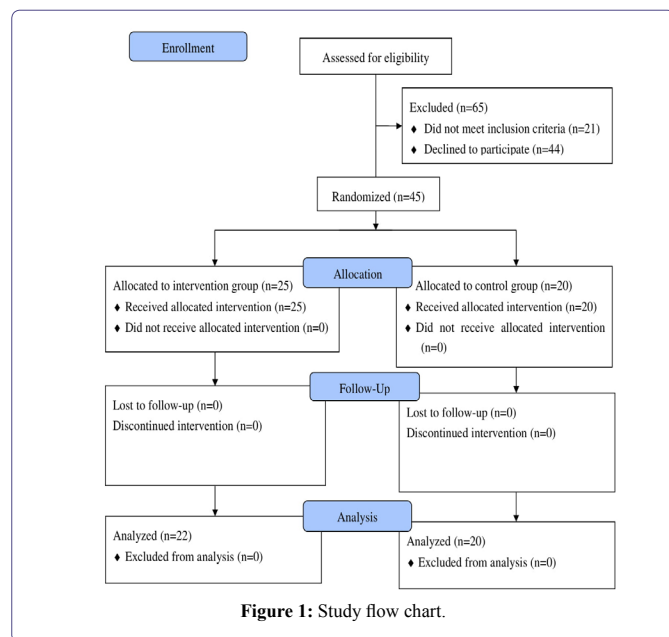 Enrollment
Assessed for eligibility
Excluded (n=65)
♦ Did not meet inclusion criteria (n=21)
♦ Declined to participate (n=44)
Randomized (n=45)
Allocation
Allocated to intervention group (n=25)
♦ Received allocated intervention (n=25)
♦ Did not receive allocated intervention (n=0)
Allocated to control group (n=20)
♦ Received allocated intervention (n=20)
♦ Did not receive allocated intervention
(n=0)
Follow-Up
Lost to follow-up (n=0)
Discontinued intervention (n=0)
Lost to follow-up (n=0)
Discontinued intervention (n=0)
Analysis
Analyzed (n=22)
♦ Excluded from analysis (n=0)
Analyzed (n=20)
♦ Excluded from analysis (n=0)
Figure 1: Study flow chart.